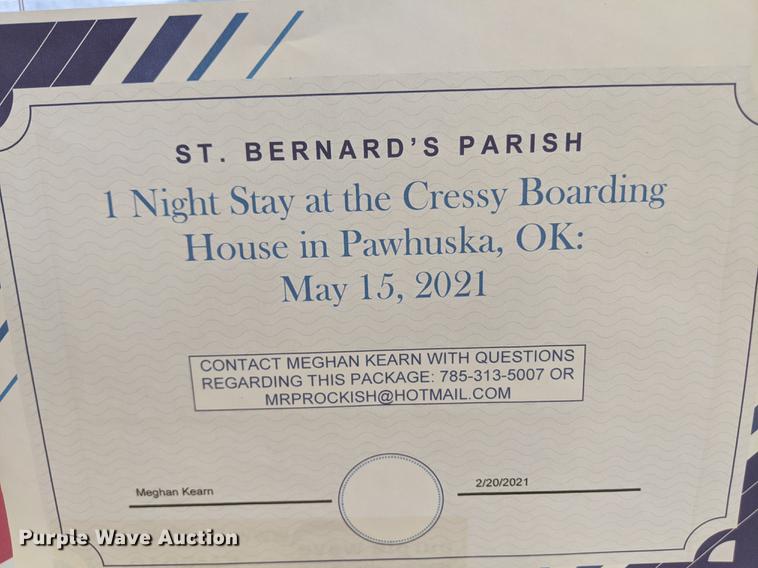 ST. BERNARD'S PARISH
1 Night Stay at the Cressy Boarding
House in Pawhuska, OK:
May 15, 2021
CONTACT MEGHAN KEARN WITH QUESTIONS
REGARDING THIS PACKAGE: 785-313-5007 OR
MRPROCKISH@HOTMAIL.COM
Meghan Kearn
2/20/2021
Purple Wave Auction